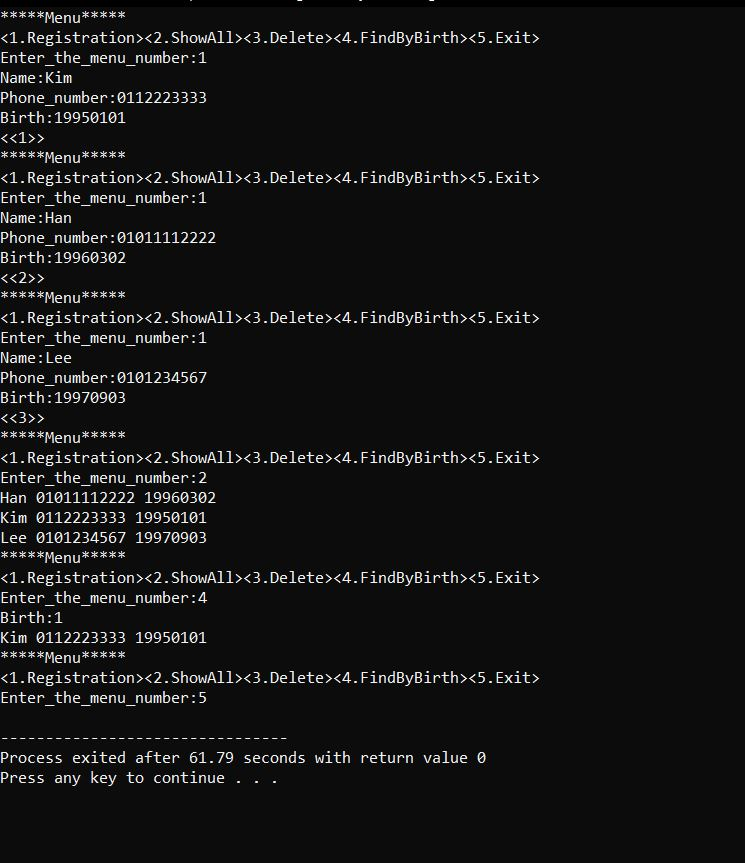 *****Menu*****
<1.Registration><2.ShowAll><3.Delete><4.FindByBirth><5.Exit>
Enter_the_menu_number:1
Name:Kim
Phone_number:0112223333
Birth:19950101
<<1>>
*****Menu*****
<1.Registration><2.ShowAll><3.Delete><4.FindByBirth><5.Exit>
Enter_the_menu_number:1
Name:Han
Phone_number:01011112222
Birth:19960302
<<2>>
*****Menu*****
<1.Registration><2.ShowAll><3.Delete><4.FindByBirth><5.Exit>
Enter_the_menu_number:1
Name:Lee
Phone_number:0101234567
Birth:19970903
<<3>>
*****Menu*****
<1.Registration><2.ShowAll><3.Delete><4.FindByBirth><5.Exit>
Enter_the_menu_number:2
Han 01011112222 19960302
Kim 0112223333 19950101
Lee 0101234567 19970903
*****Menu*****
<1.Registration><2.ShowAll><3.Delete><4.FindByBirth><5.Exit>
Enter_the_menu_number:4
Birth:1
Kim 0112223333 19950101
*****Menu*****
<1.Registration><2.ShowAll><3.Delete><4.FindByBirth><5.Exit>
Enter_the_menu_number:5
--------------------------------
Process exited after 61.79 seconds with return value 0
Press any key to continue . . .